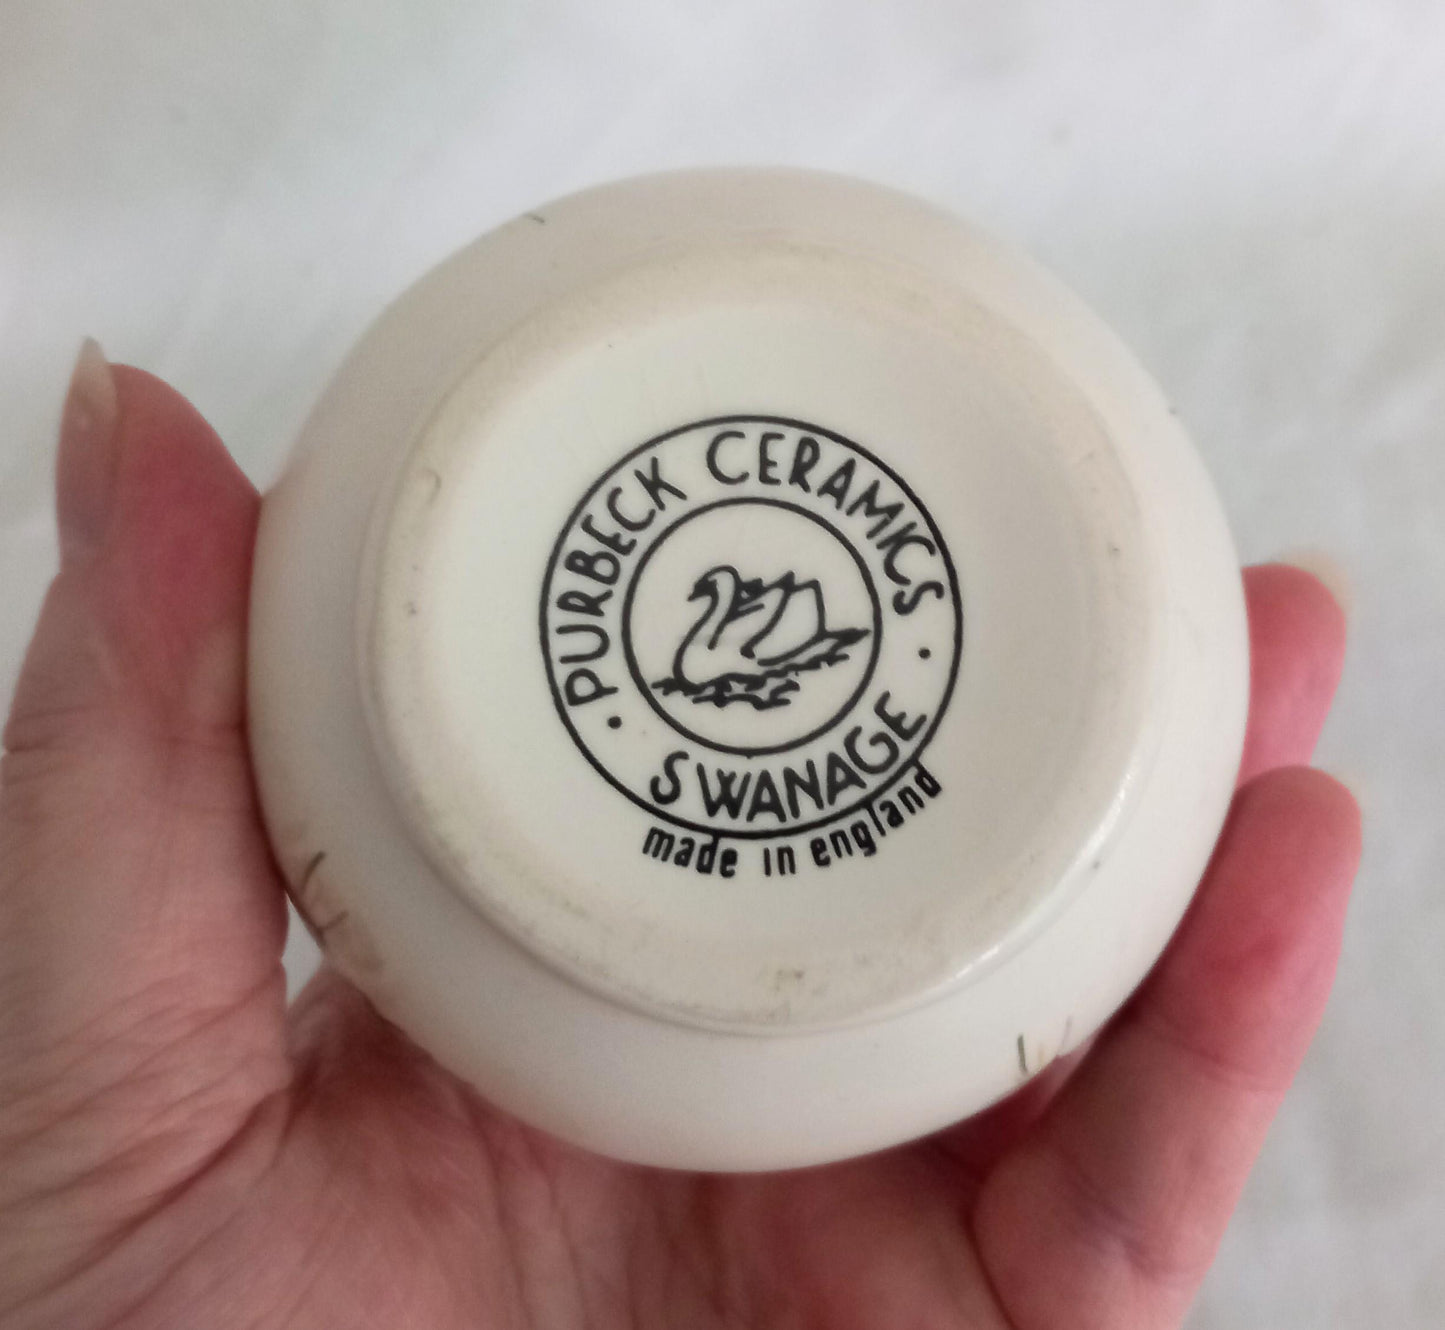 · PURBECK CERAMICS ·
SWANAGE
made in england